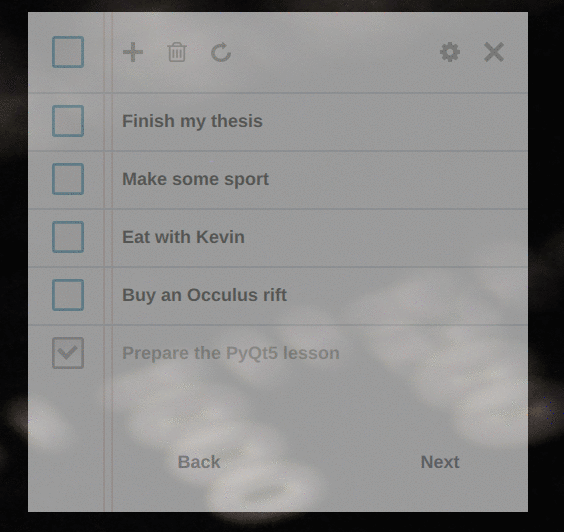 Finish my thesis
Make some sport
Eat with Kevin
Buy an Occulus rift
Prepare the PyQt5 lesson
Back Next